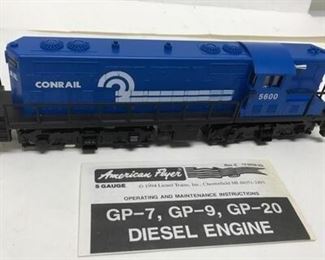 CONRAIL
5600
American Flyer
S GAUGE
© 1994 Lionel Trains, Inc., Chesterfield MI
OPERATING AND MAINTENANCE INSTRUCTIONS
GP-7, GP-9, GP-20
DIESEL ENGINE